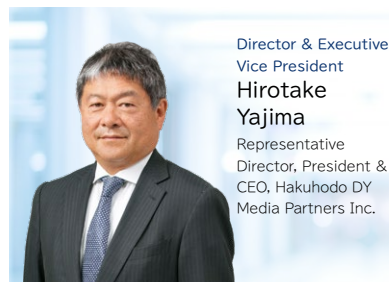 Director & Executive
Vice President
Hirotake
Yajima
Representative
Director, President &
CEO, Hakuhodo DY
Media Partners Inc.